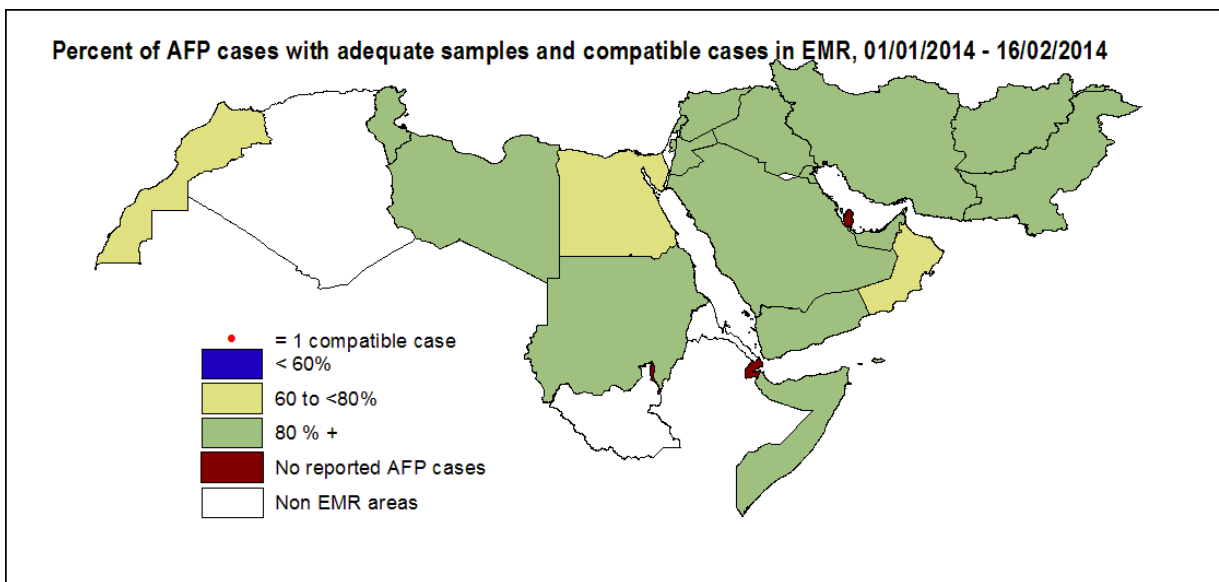 Percent of AFP cases with adequate samples and compatible cases in EMR, 01/01/2014 - 16/02/2014
= 1 compatible case
< 60%
60 to <80%
80 % +
No reported AFP cases
Non EMR areas